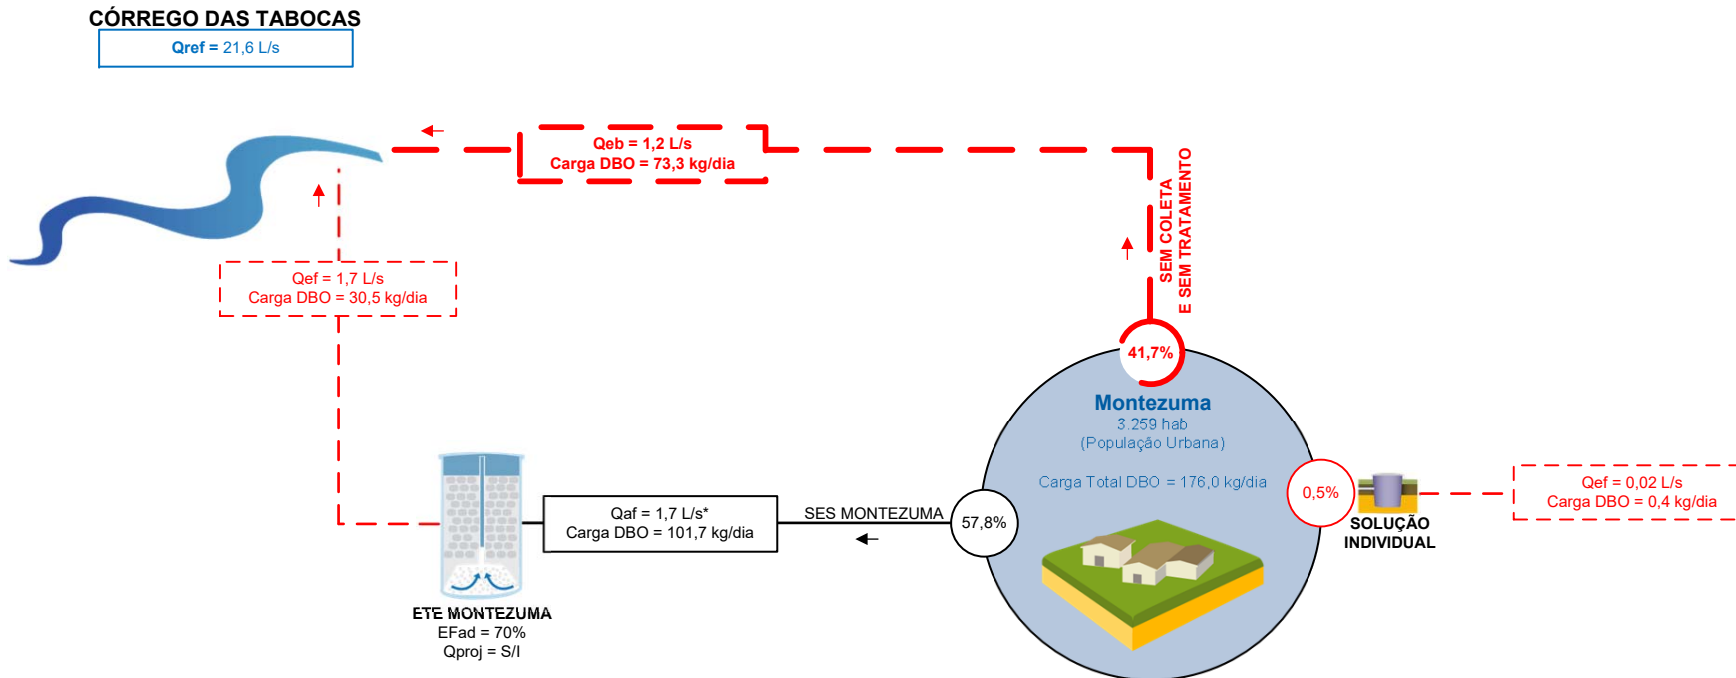 CÓRREGO DAS TABOCAS
Qref = 21,6 L/s
Qeb = 1,2 L/s
Carga DBO = 73,3 kg/dia
SEM COLETA
E SEM TRATAMENTO
Qef = 1,7 L/s
Carga DBO = 30,5 kg/dia
41,7%
Montezuma
3.259 hab
(População Urbana)
Carga Total DBO = 176,0 kg/dia
0,5%
SOLUÇÃO
INDIVIDUAL
Qef = 0,02 L/s
Carga DBO = 0,4 kg/dia
57,8%
SES MONTEZUMA
Qaf = 1,7 L/s*
Carga DBO = 101,7 kg/dia
ETE MONTEZUMA
EFad = 70%
Qproj = S/I